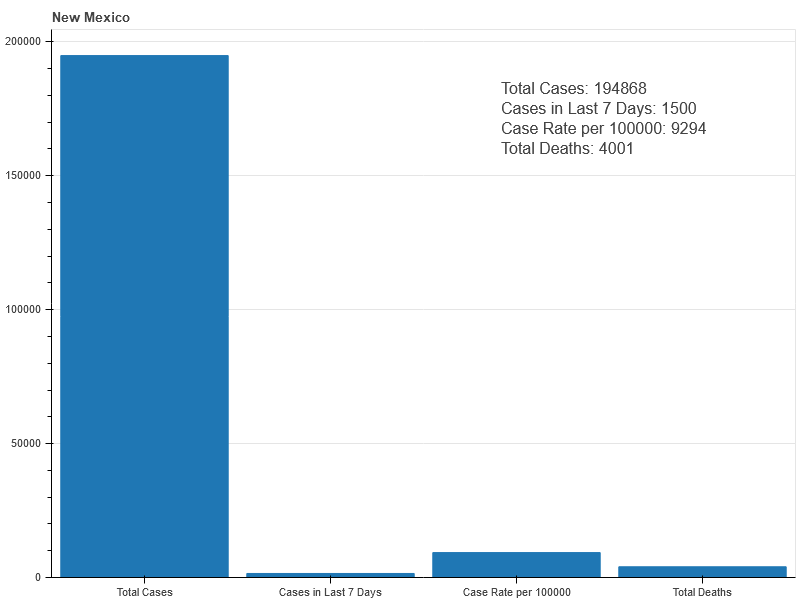 New Mexico
200000
150000
100000
50000
0
Total Cases: 194868
Cases in Last 7 Days: 1500
Case Rate per 100000: 9294
Total Deaths: 4001
Total Cases
Cases in Last 7 Days
Case Rate per 100000
Total Deaths